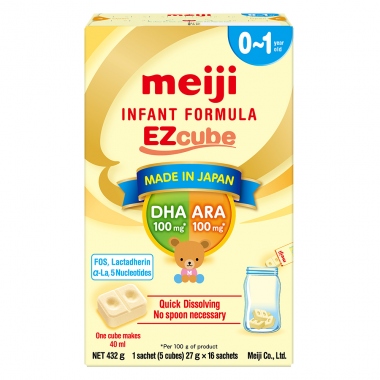 0~1 year old
meiji
INFANT FORMULA
EZcube
MADE IN JAPAN
DHA ARA
100 mg* 100 mg*
FOS, Lactadherin
α-La, 5 Nucleotides
M
Quick Dissolving
No spoon necessary
One cube makes
40 ml
*Per 100 g of product
NET 432 g 1 sachet (5 cubes) 27 g × 16 sachets Meiji Co., Ltd.